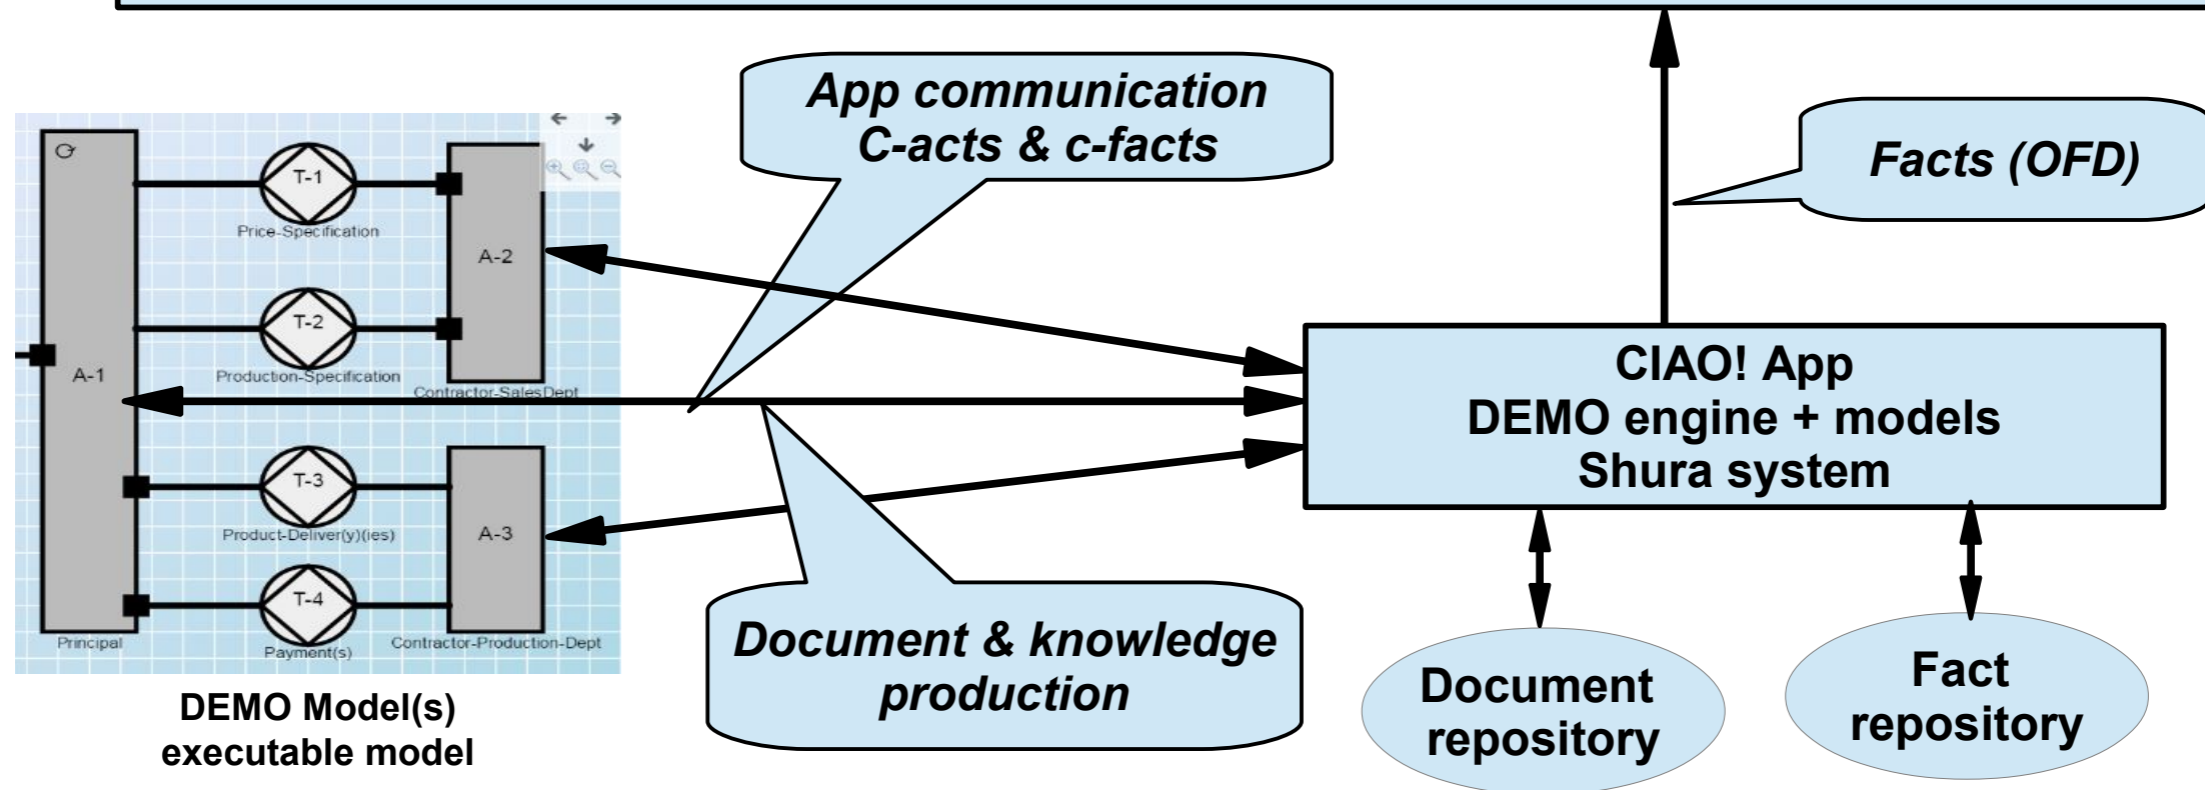 App communication
C-acts & c-facts
Facts (OFD)
T-1
Price-Specification
A-2
T-2
Production-Specification
A-1
Contractor-SalesDept
CIAO! App
DEMO engine + models
Shura system
T-3
Product-Deliver(y)(ies)
A-3
T-4
Principal
Payment(s)
Contractor-Production-Dept
Document & knowledge
production
Document
repository
Fact
repository
DEMO Model(s)
executable model